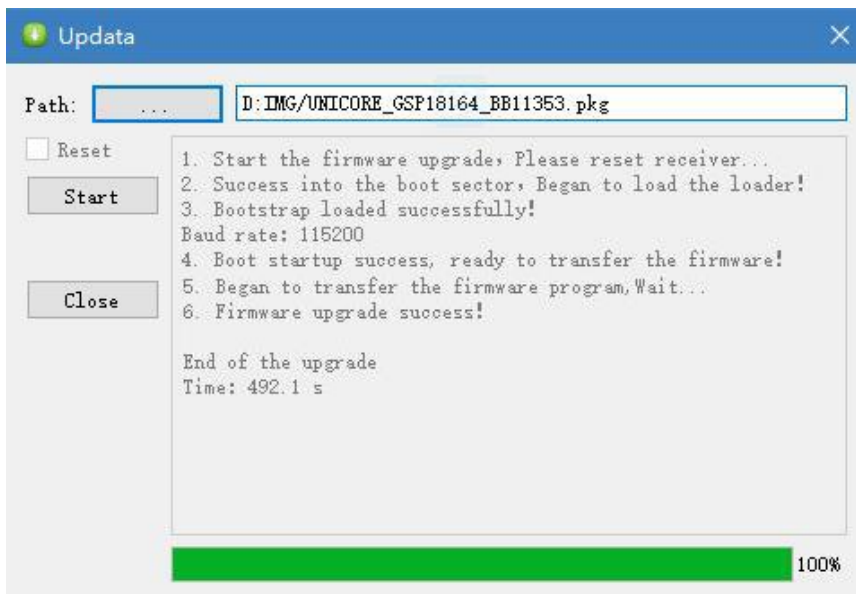 Updata
Path: ... D:IMG/UNICORE_GSP18164_BB11353.pkg
Reset
Start
Close
1. Start the firmware upgrade, Please reset receiver...
2. Success into the boot sector, Began to load the loader!
3. Bootstrap loaded successfully!
Baud rate: 115200
4. Boot startup success, ready to transfer the firmware!
5. Began to transfer the firmware program,Wait...
6. Firmware upgrade success!
End of the upgrade
Time: 492.1 s
100%